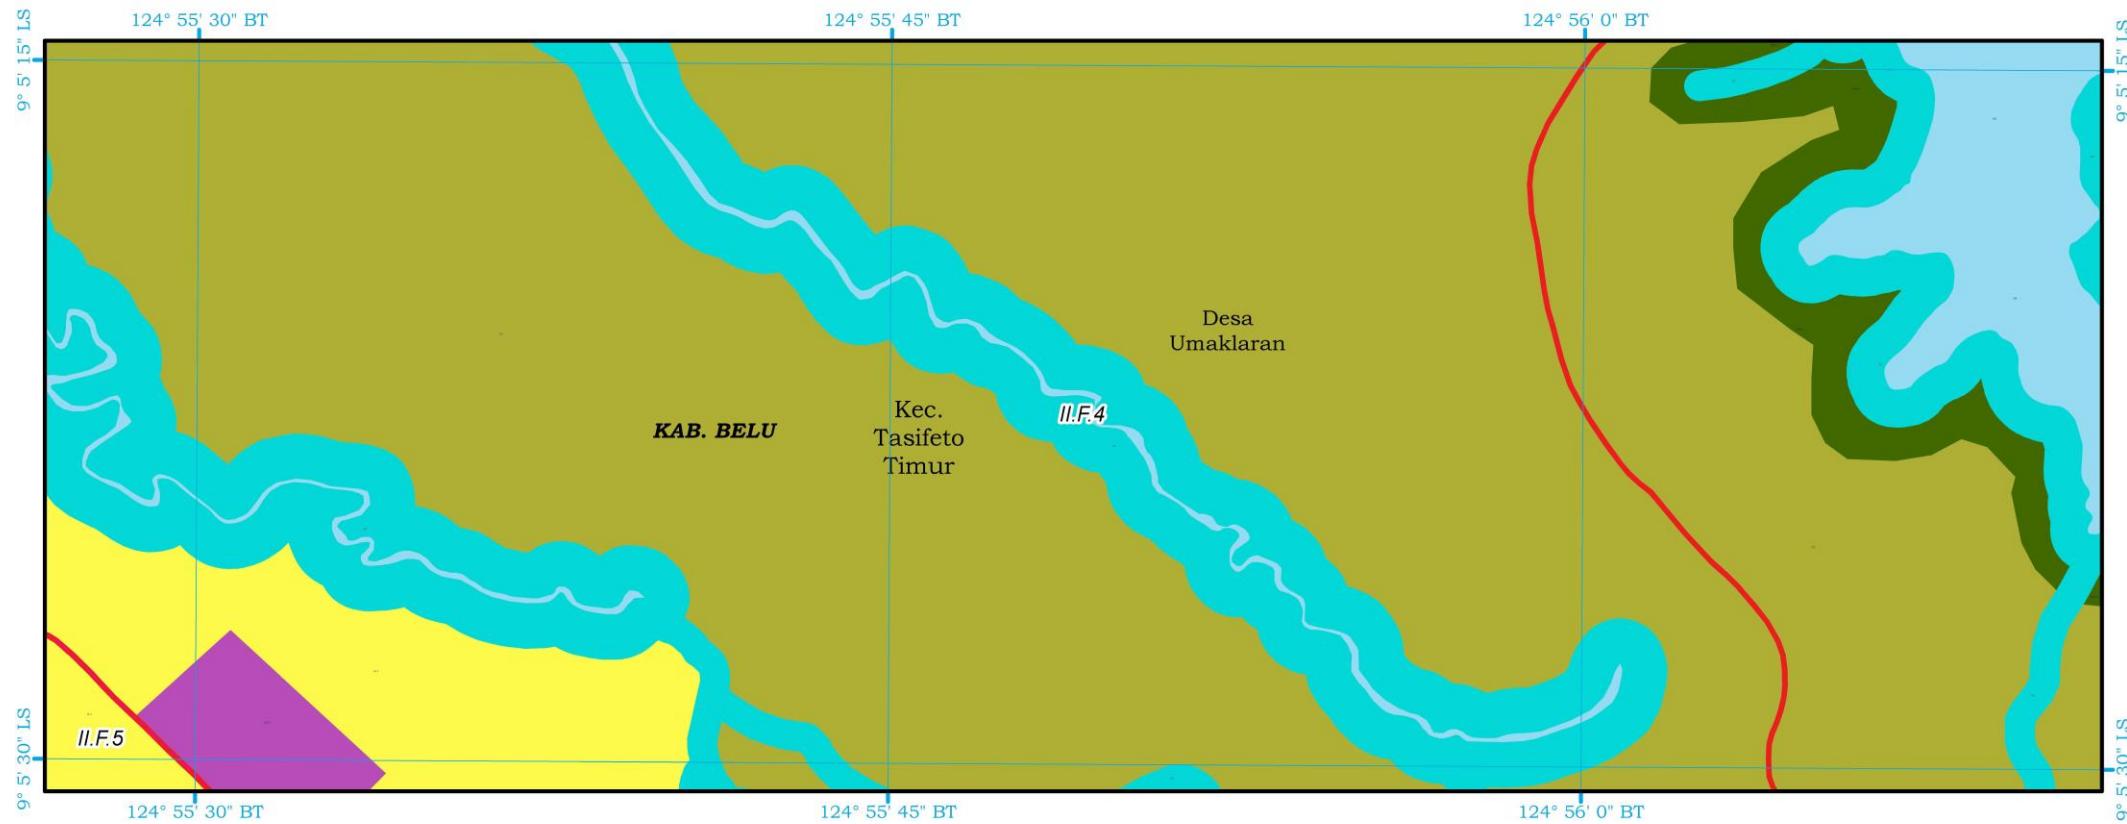 124° 55' 30" BT
124° 55' 45" BT
124° 56' 0" BT
9° 5' 15" LS
9° 5' 15" LS
Desa
Umaklaran
Kec.
Tasifeto
Timur
KAB. BELU
II.F.4
II.F.5
9° 5' 30" LS
9° 5' 30" LS
124° 55' 30" BT
124° 55' 45" BT
124° 56' 0" BT